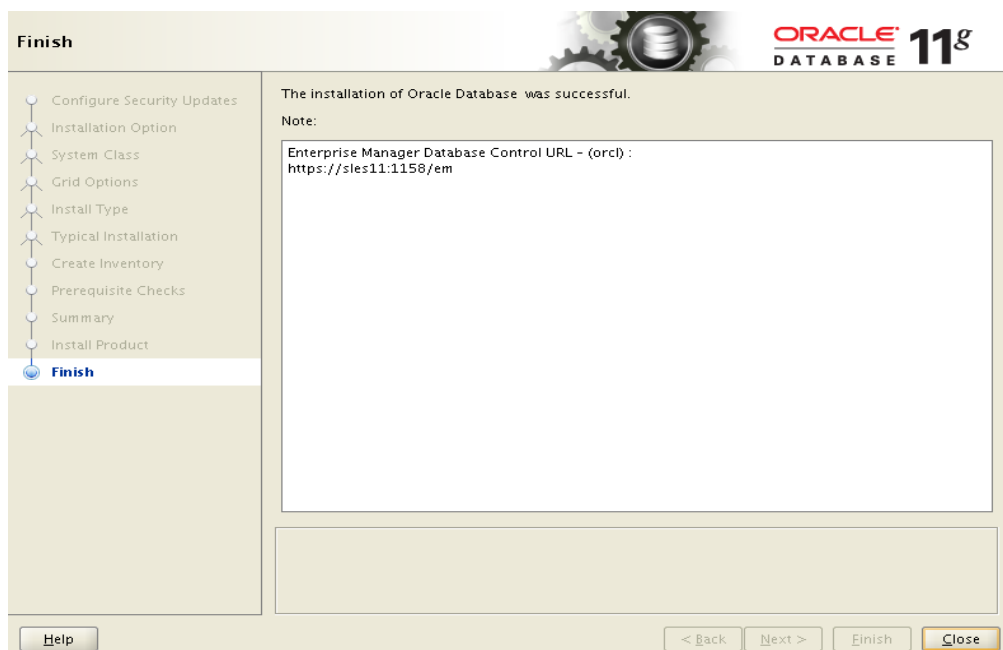 Finish
ORACLE DATABASE 11g
Configure Security Updates
Installation Option
System Class
Grid Options
Install Type
Typical Installation
Create Inventory
Prerequisite Checks
Summary
Install Product
Finish
The installation of Oracle Database was successful.
Note:
Enterprise Manager Database Control URL - (orcl) :
https://sles11:1158/em
Help
< Back
Next >
Finish
Close